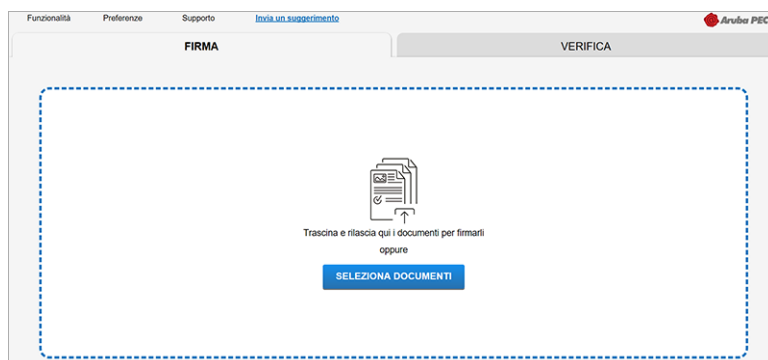 Funzionalità Preferenze Supporto Invia un suggerimento Aruba PEC
FIRMA VERIFICA
Trascina e rilascia qui i documenti per firmarli
oppure
SELEZIONA DOCUMENTI